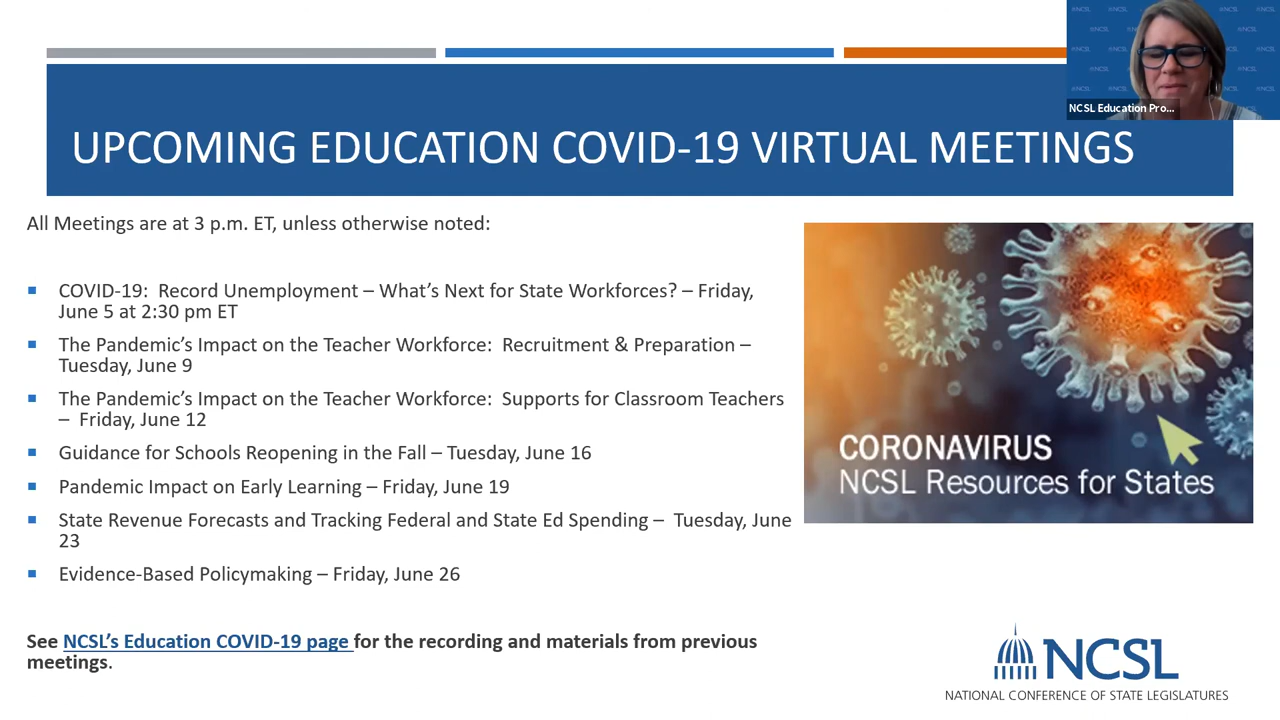 NCSL
NCSL Education Pro...
UPCOMING EDUCATION COVID-19 VIRTUAL MEETINGS
All Meetings are at 3 p.m. ET, unless otherwise noted:
COVID-19:  Record Unemployment – What's Next for State Workforces? – Friday,
June 5 at 2:30 pm ET
The Pandemic's Impact on the Teacher Workforce:  Recruitment & Preparation –
Tuesday, June 9
The Pandemic's Impact on the Teacher Workforce:  Supports for Classroom Teachers
–  Friday, June 12
Guidance for Schools Reopening in the Fall – Tuesday, June 16
Pandemic Impact on Early Learning – Friday, June 19
State Revenue Forecasts and Tracking Federal and State Ed Spending –  Tuesday, June
23
Evidence-Based Policymaking – Friday, June 26
See NCSL's Education COVID-19 page for the recording and materials from previous
meetings.
CORONAVIRUS
NCSL Resources for States
NCSL
NATIONAL CONFERENCE OF STATE LEGISLATURES